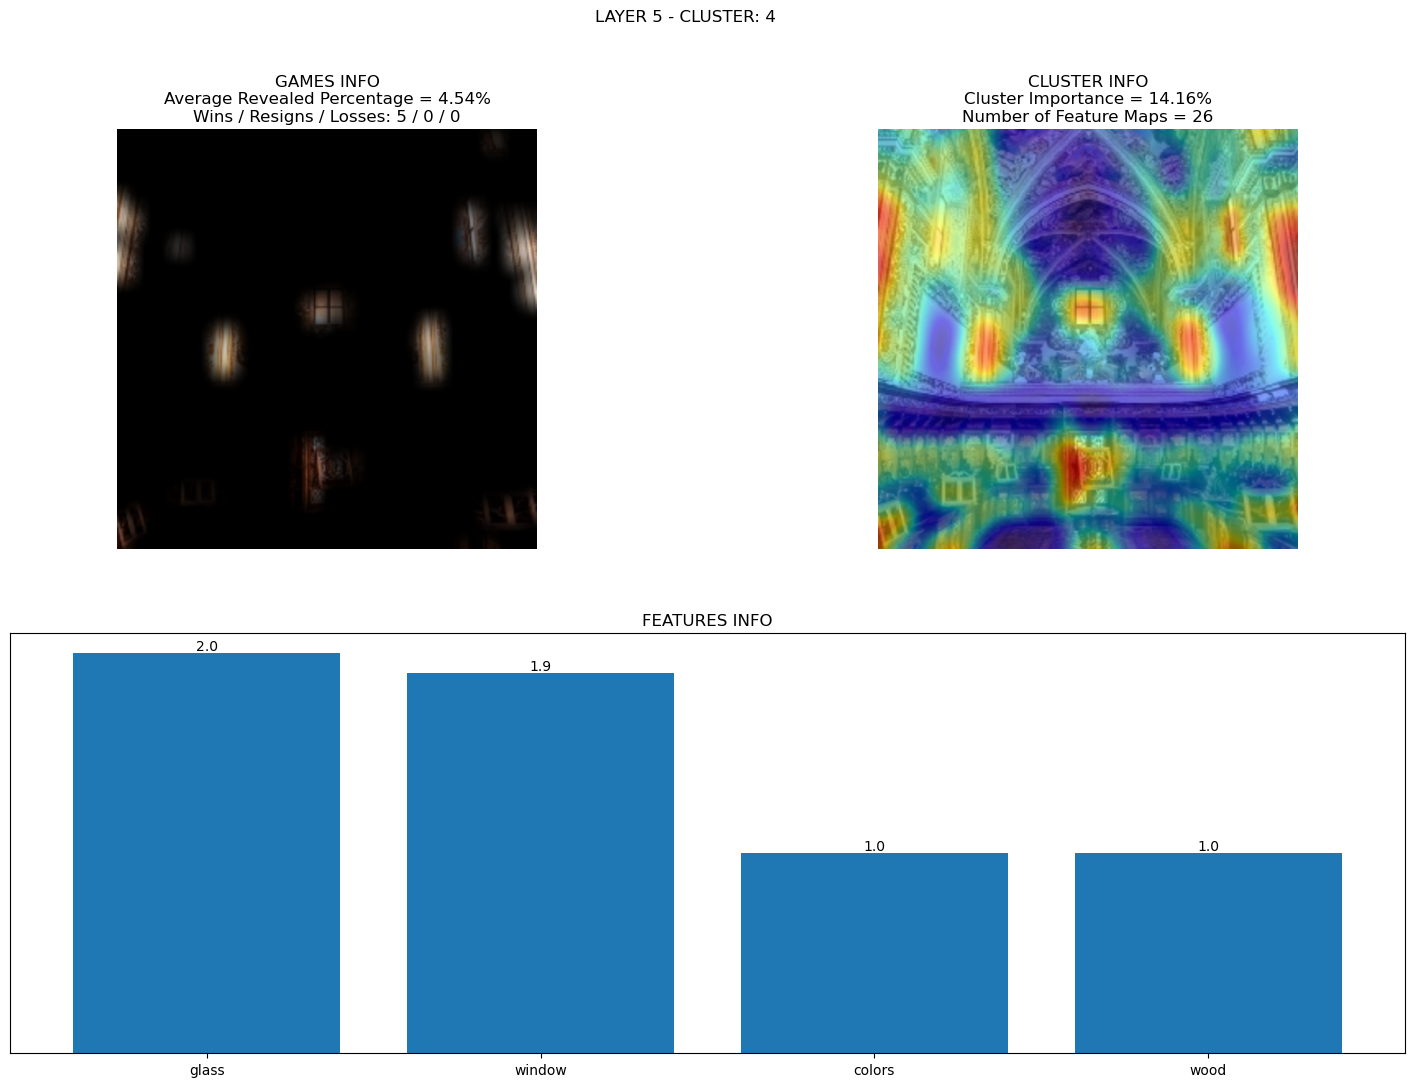 LAYER 5 - CLUSTER: 4
GAMES INFO
Average Revealed Percentage = 4.54%
Wins / Resigns / Losses: 5 / 0 / 0
CLUSTER INFO
Cluster Importance = 14.16%
Number of Feature Maps = 26
FEATURES INFO
2.0
1.9
1.0
1.0
glass
window
colors
wood